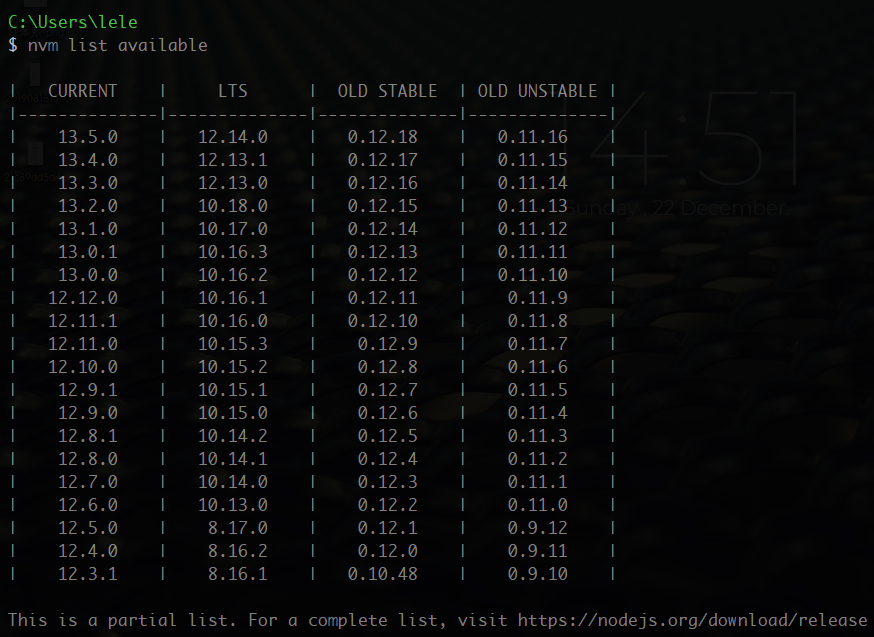 C:\Users\lele
$ nvm list available
|    CURRENT    |     LTS      |  OLD STABLE  | OLD UNSTABLE |
|--------------|--------------|--------------|--------------|
|    13.5.0    |   12.14.0    |   0.12.18    |   0.11.16    |
|    13.4.0    |   12.13.1    |   0.12.17    |   0.11.15    |
|    13.3.0    |   12.13.0    |   0.12.16    |   0.11.14    |
|    13.2.0    |   10.18.0    |   0.12.15    |   0.11.13    |
|    13.1.0    |   10.17.0    |   0.12.14    |   0.11.12    |
|    13.0.1    |   10.16.3    |   0.12.13    |   0.11.11    |
|    13.0.0    |   10.16.2    |   0.12.12    |   0.11.10    |
|   12.12.0    |   10.16.1    |   0.12.11    |    0.11.9    |
|   12.11.1    |   10.16.0    |   0.12.10    |    0.11.8    |
|   12.11.0    |   10.15.3    |    0.12.9    |    0.11.7    |
|   12.10.0    |   10.15.2    |    0.12.8    |    0.11.6    |
|    12.9.1    |   10.15.1    |    0.12.7    |    0.11.5    |
|    12.9.0    |   10.15.0    |    0.12.6    |    0.11.4    |
|    12.8.1    |   10.14.2    |    0.12.5    |    0.11.3    |
|    12.8.0    |   10.14.1    |    0.12.4    |    0.11.2    |
|    12.7.0    |   10.14.0    |    0.12.3    |    0.11.1    |
|    12.6.0    |   10.13.0    |    0.12.2    |    0.11.0    |
|    12.5.0    |    8.17.0    |    0.12.1    |    0.9.12    |
|    12.4.0    |    8.16.2    |    0.12.0    |    0.9.11    |
|    12.3.1    |    8.16.1    |   0.10.48    |    0.9.10    |
This is a partial list. For a complete list, visit https://nodejs.org/download/release
4:51
Sunday, 22 December.